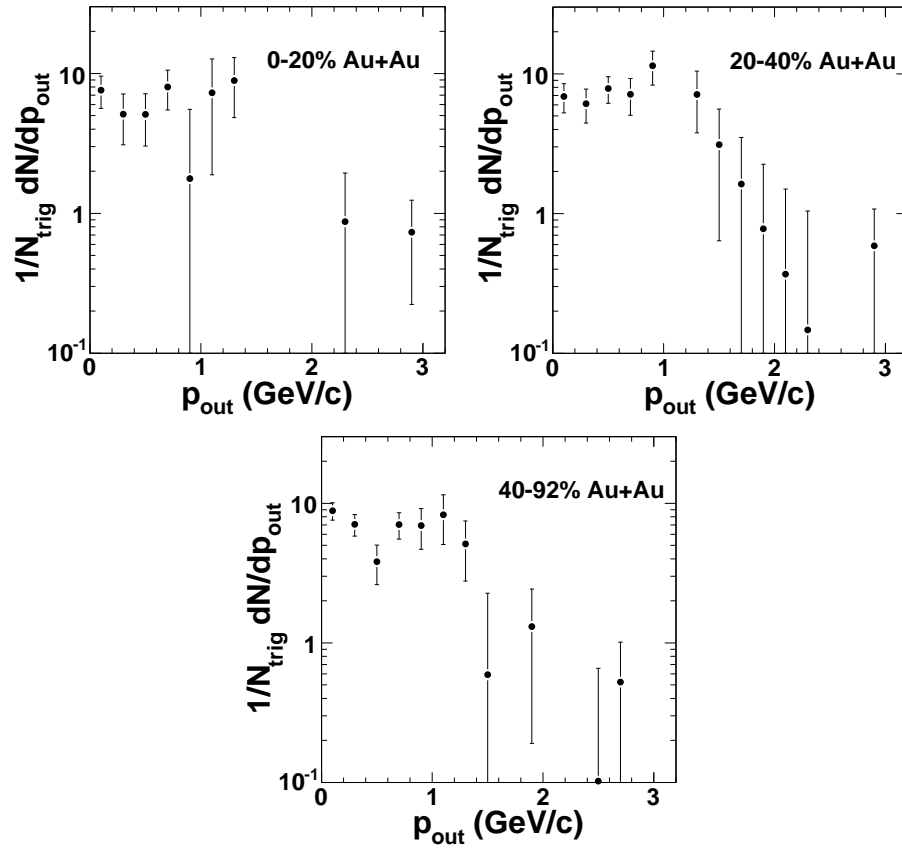 0-20% Au+Au
1/N_trig dN/dp_out
10
1
10^-1
0 1 2 3
p_out (GeV/c)
20-40% Au+Au
1/N_trig dN/dp_out
10
1
10^-1
0 1 2 3
p_out (GeV/c)
40-92% Au+Au
1/N_trig dN/dp_out
10
1
10^-1
0 1 2 3
p_out (GeV/c)